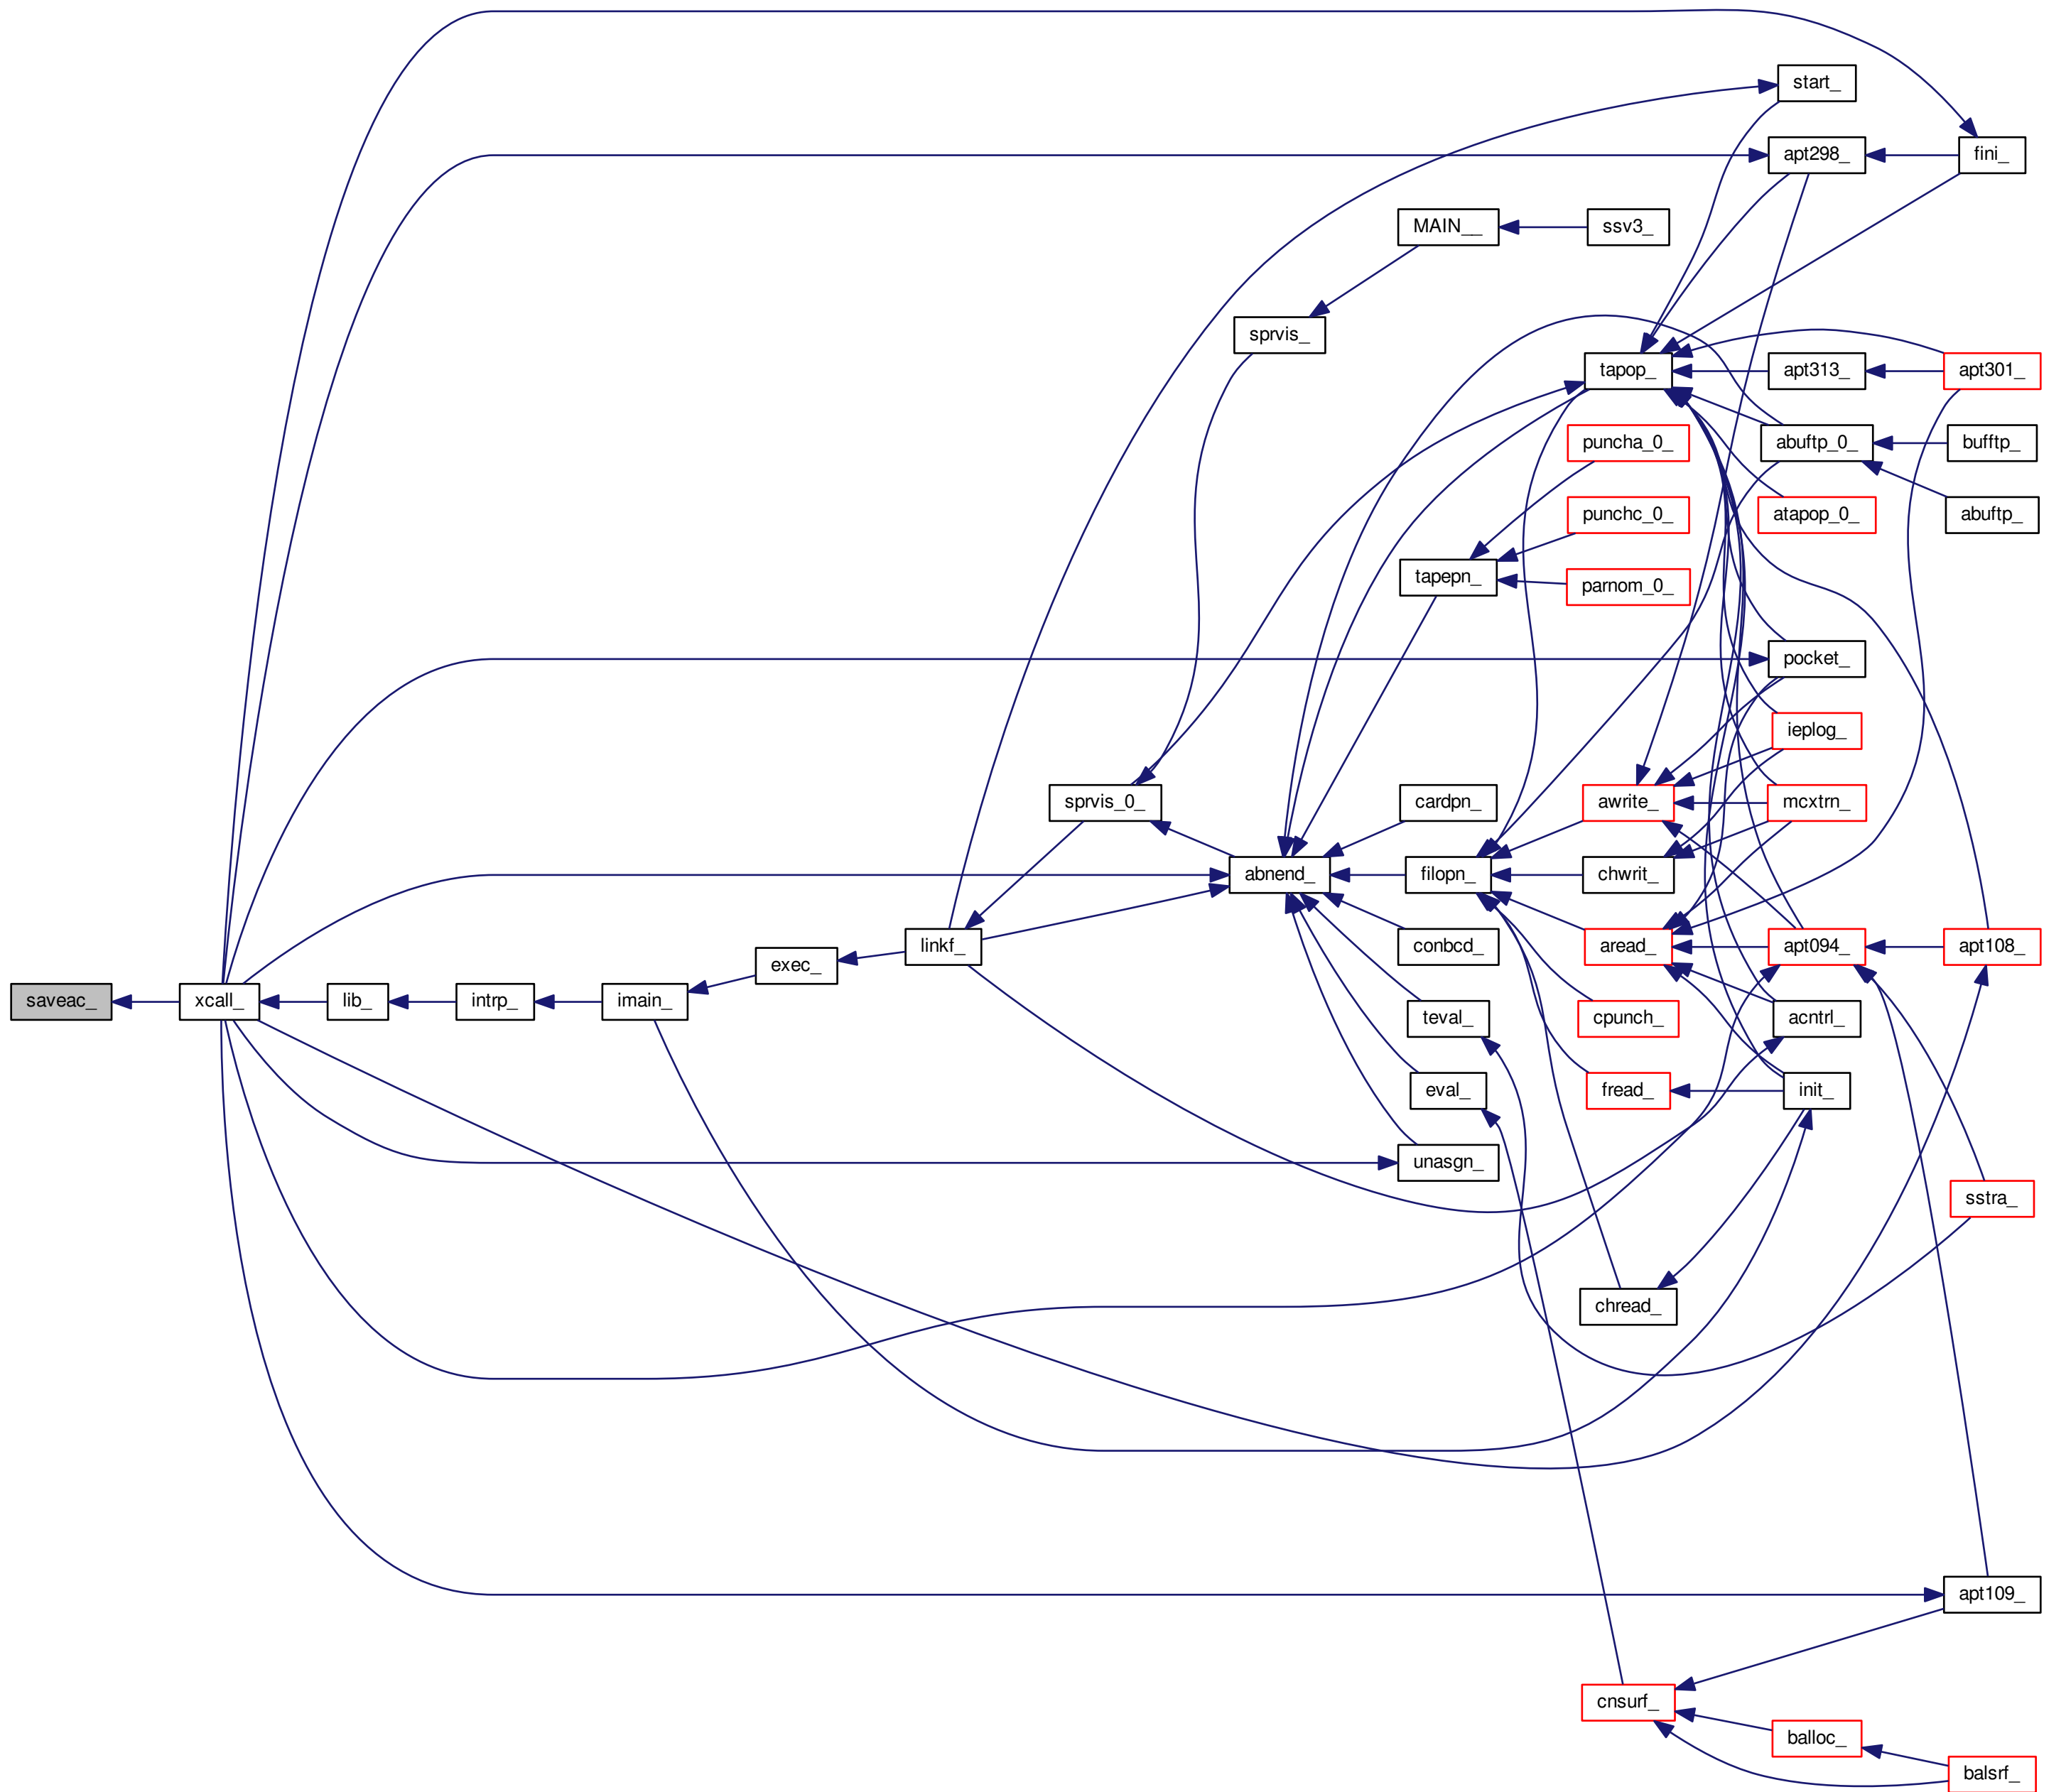 start_
apt298_
fini_
MAIN__
ssv3_
sprvis_
tapop_
apt313_
apt301_
puncha_0_
abuftp_0_
bufftp_
punchc_0_
atapop_0_
abuftp_
tapepn_
parnom_0_
pocket_
ieplog_
sprvis_0_
cardpn_
awrite_
mcxtrn_
abnend_
filopn_
chwrit_
linkf_
conbcd_
aread_
apt094_
apt108_
exec_
saveac_
xcall_
lib_
intrp_
imain_
teval_
cpunch_
acntrl_
eval_
fread_
init_
unasgn_
sstra_
chread_
apt109_
cnsurf_
balloc_
balsrf_